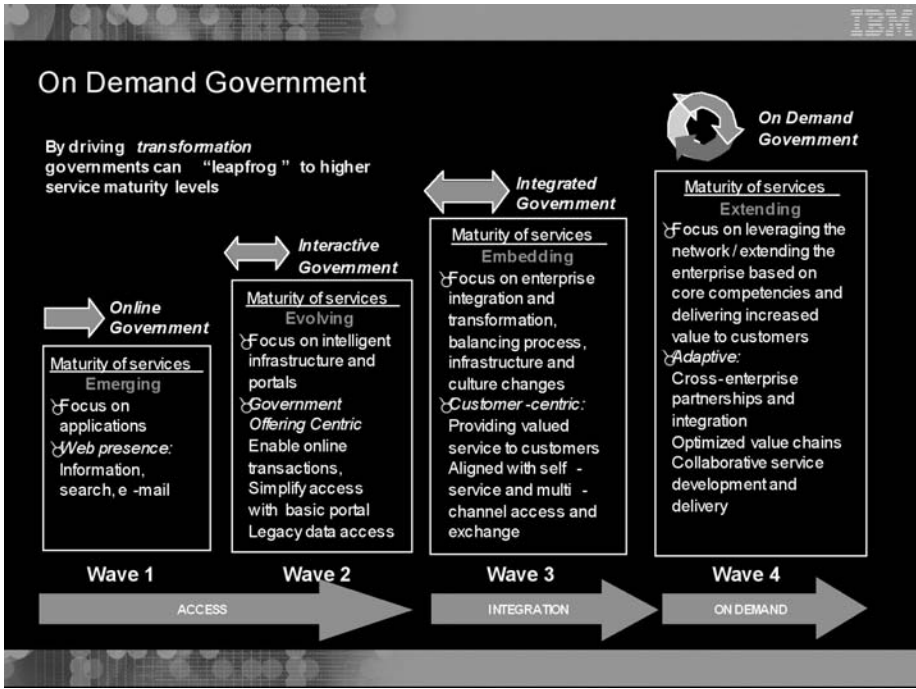 IBM
On Demand Government
By driving transformation
governments can "leapfrog" to higher
service maturity levels
Online
Government
Maturity of services
Emerging
Focus on
applications
Web presence:
Information,
search, e-mail
Wave 1
Interactive
Government
Maturity of services
Evolving
Focus on intelligent
infrastructure and
portals
Government
Offering Centric
Enable online
transactions,
Simplify access
with basic portal
Legacy data access
Wave 2
Integrated
Government
Maturity of services
Embedding
Focus on enterprise
integration and
transformation,
balancing process,
infrastructure and
culture changes
Customer-centric:
Providing valued
service to customers
Aligned with self-
service and multi-
channel access and
exchange
Wave 3
On Demand
Government
Maturity of services
Extending
Focus on leveraging the
network / extending the
enterprise based on
core competencies and
delivering increased
value to customers
Adaptive:
Cross-enterprise
partnerships and
integration
Optimized value chains
Collaborative service
development and
delivery
Wave 4
ACCESS
INTEGRATION
ON DEMAND